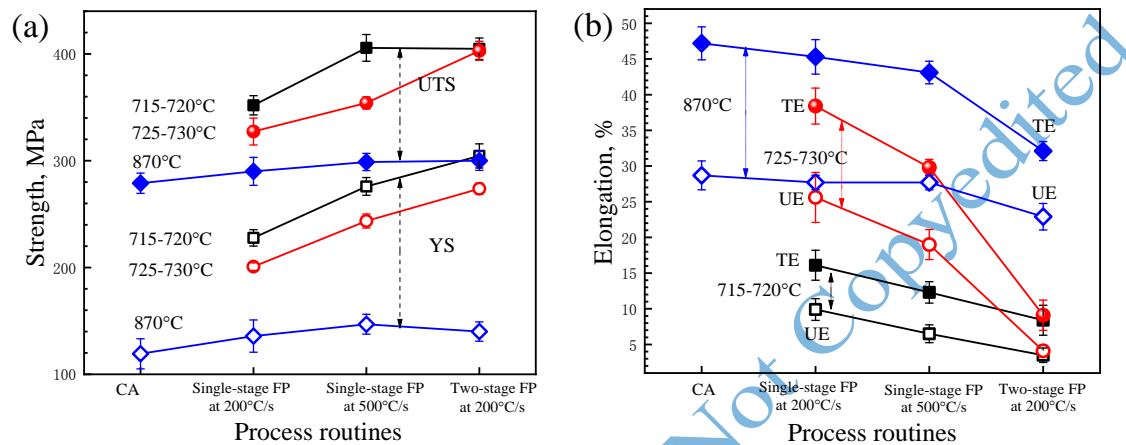 (a)
Strength, MPa
400
300
200
100
715-720°C
725-730°C
870°C
UTS
715-720°C
725-730°C
YS
870°C
CA
Single-stage FP
at 200°C/s
Single-stage FP
at 500°C/s
Two-stage FP
at 200°C/s
Process routines
(b)
Elongation, %
50
45
40
35
30
25
20
15
10
5
870°C
TE
TE
725-730°C
UE
UE
TE
715-720°C
UE
CA
Single-stage FP
at 200°C/s
Single-stage FP
at 500°C/s
Two-stage FP
at 200°C/s
Process routines
Not Copyedited